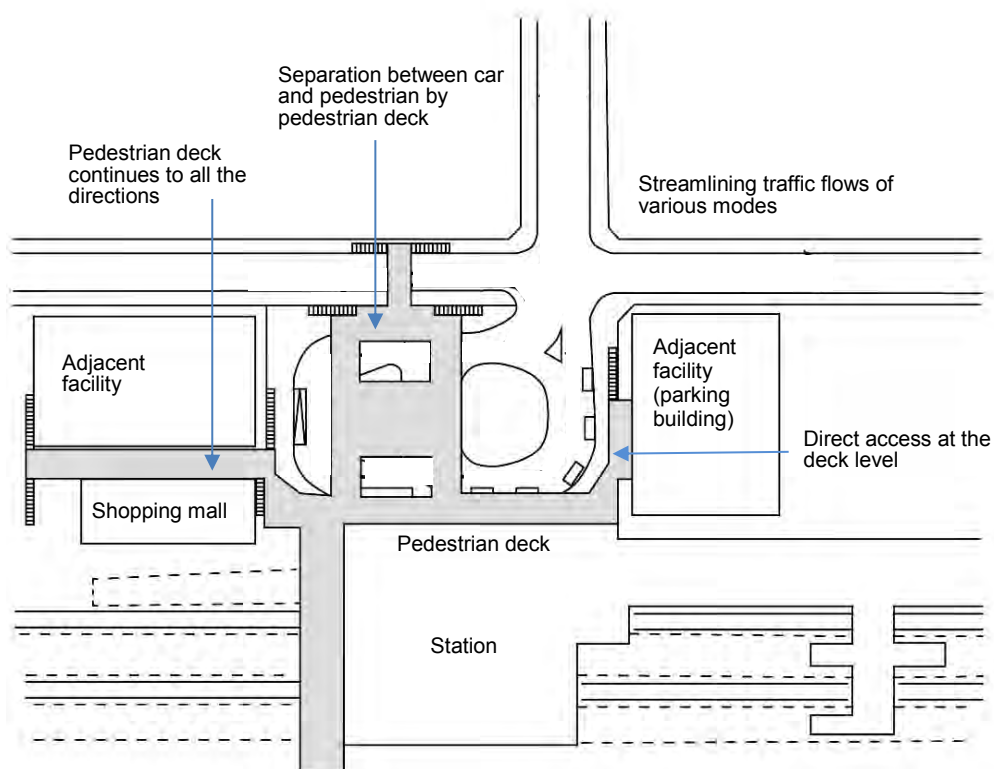 Separation between car
and pedestrian by
pedestrian deck
Pedestrian deck
continues to all the
directions
Streamlining traffic flows of
various modes
Adjacent
facility
Adjacent
facility
(parking
building)
Direct access at the
deck level
Shopping mall
Pedestrian deck
Station